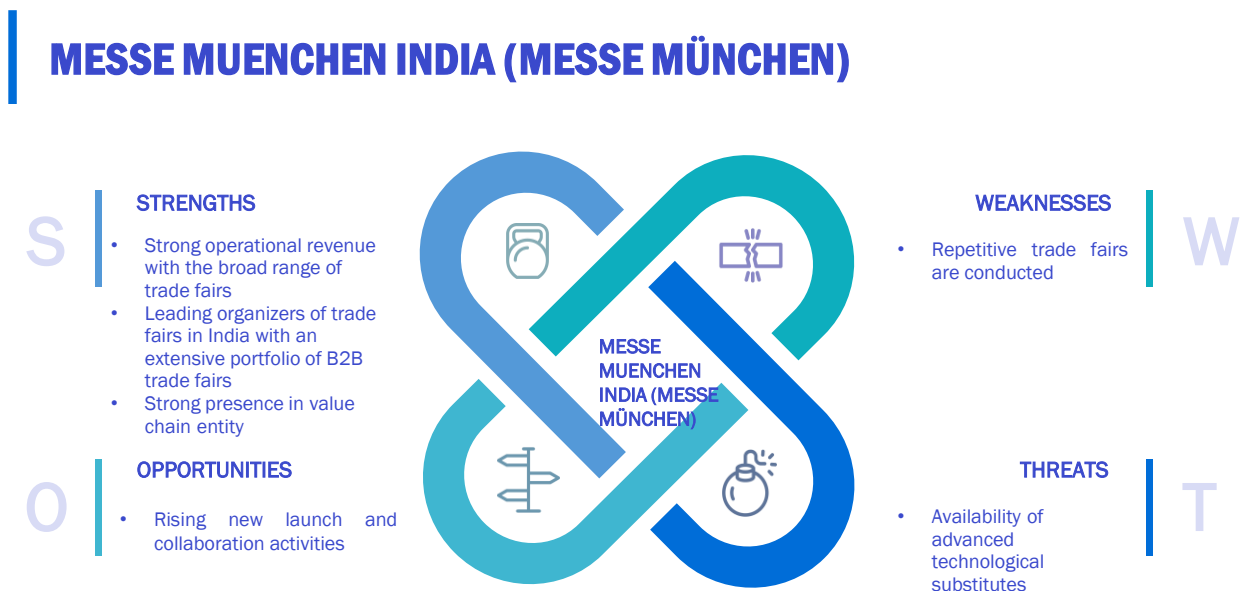 MESSE MUENCHEN INDIA (MESSE MÜNCHEN)
S
STRENGTHS
• Strong operational revenue
with the broad range of
trade fairs
• Leading organizers of trade
fairs in India with an
extensive portfolio of B2B
trade fairs
• Strong presence in value
chain entity
WEAKNESSES
W
• Repetitive trade fairs
are conducted
MESSE
MUENCHEN
INDIA (MESSE
MÜNCHEN)
O
OPPORTUNITIES
• Rising new launch and
collaboration activities
THREATS
T
• Availability of
advanced
technological
substitutes